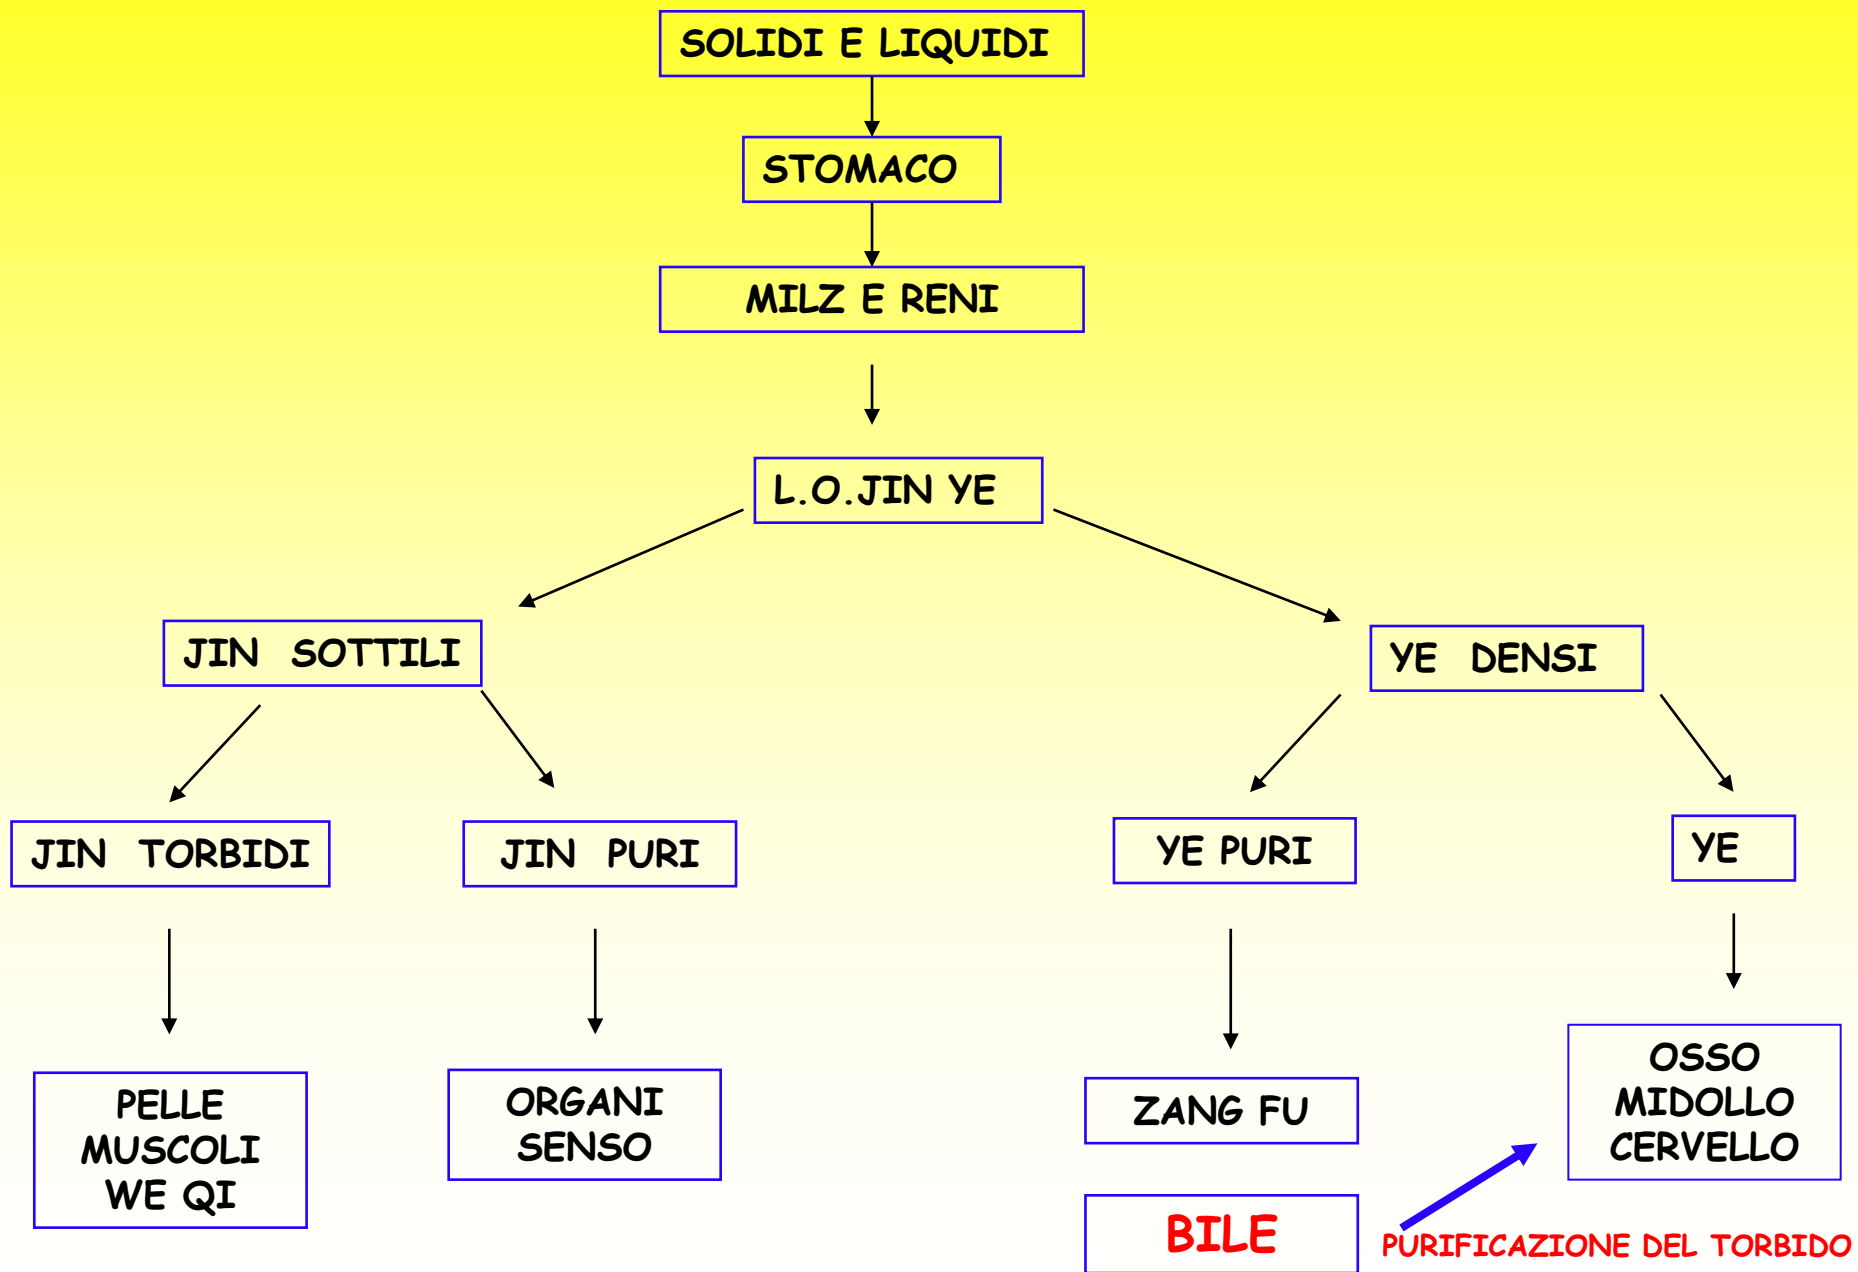 SOLIDI E LIQUIDI
STOMACO
MILZ E RENI
L.O.JIN YE
JIN SOTTILI
YE DENSI
JIN TORBIDI
JIN PURI
YE PURI
YE
PELLE
MUSCOLI
WE QI
ORGANI
SENSO
ZANG FU
OSSO
MIDOLLO
CERVELLO
BILE
PURIFICAZIONE DEL TORBIDO